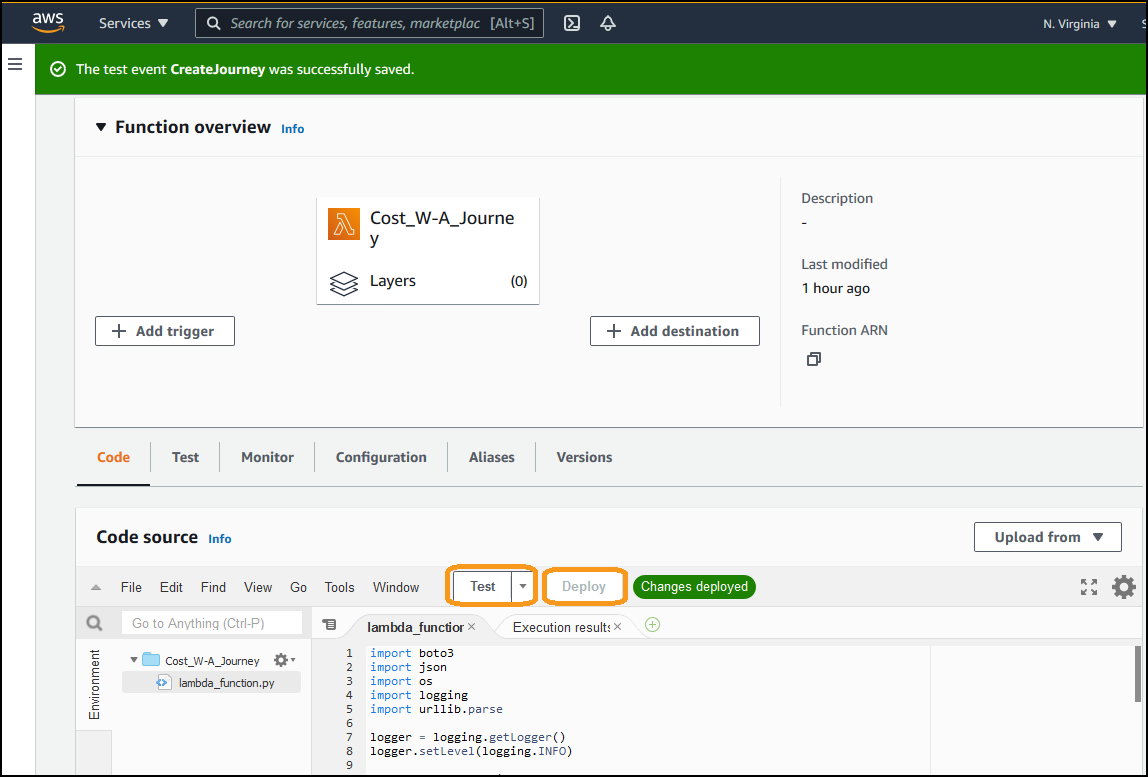 aws Services Search for services, features, marketplac [Alt+S] N. Virginia
The test event CreateJourney was successfully saved.
Function overview Info
Cost_W-A_Journe
y
Layers (0)
Add trigger
Add destination
Description
-
Last modified
1 hour ago
Function ARN
Code Test Monitor Configuration Aliases Versions
Code source Info Upload from
File Edit Find View Go Tools Window Test Deploy Changes deployed
Go to Anything (Ctrl-P)
Environment
Cost_W-A_Journey
lambda_function.py
lambda_function × Execution results ×
1 import boto3
2 import json
3 import os
4 import logging
5 import urllib.parse
6
7 logger = logging.getLogger()
8 logger.setLevel(logging.INFO)
9